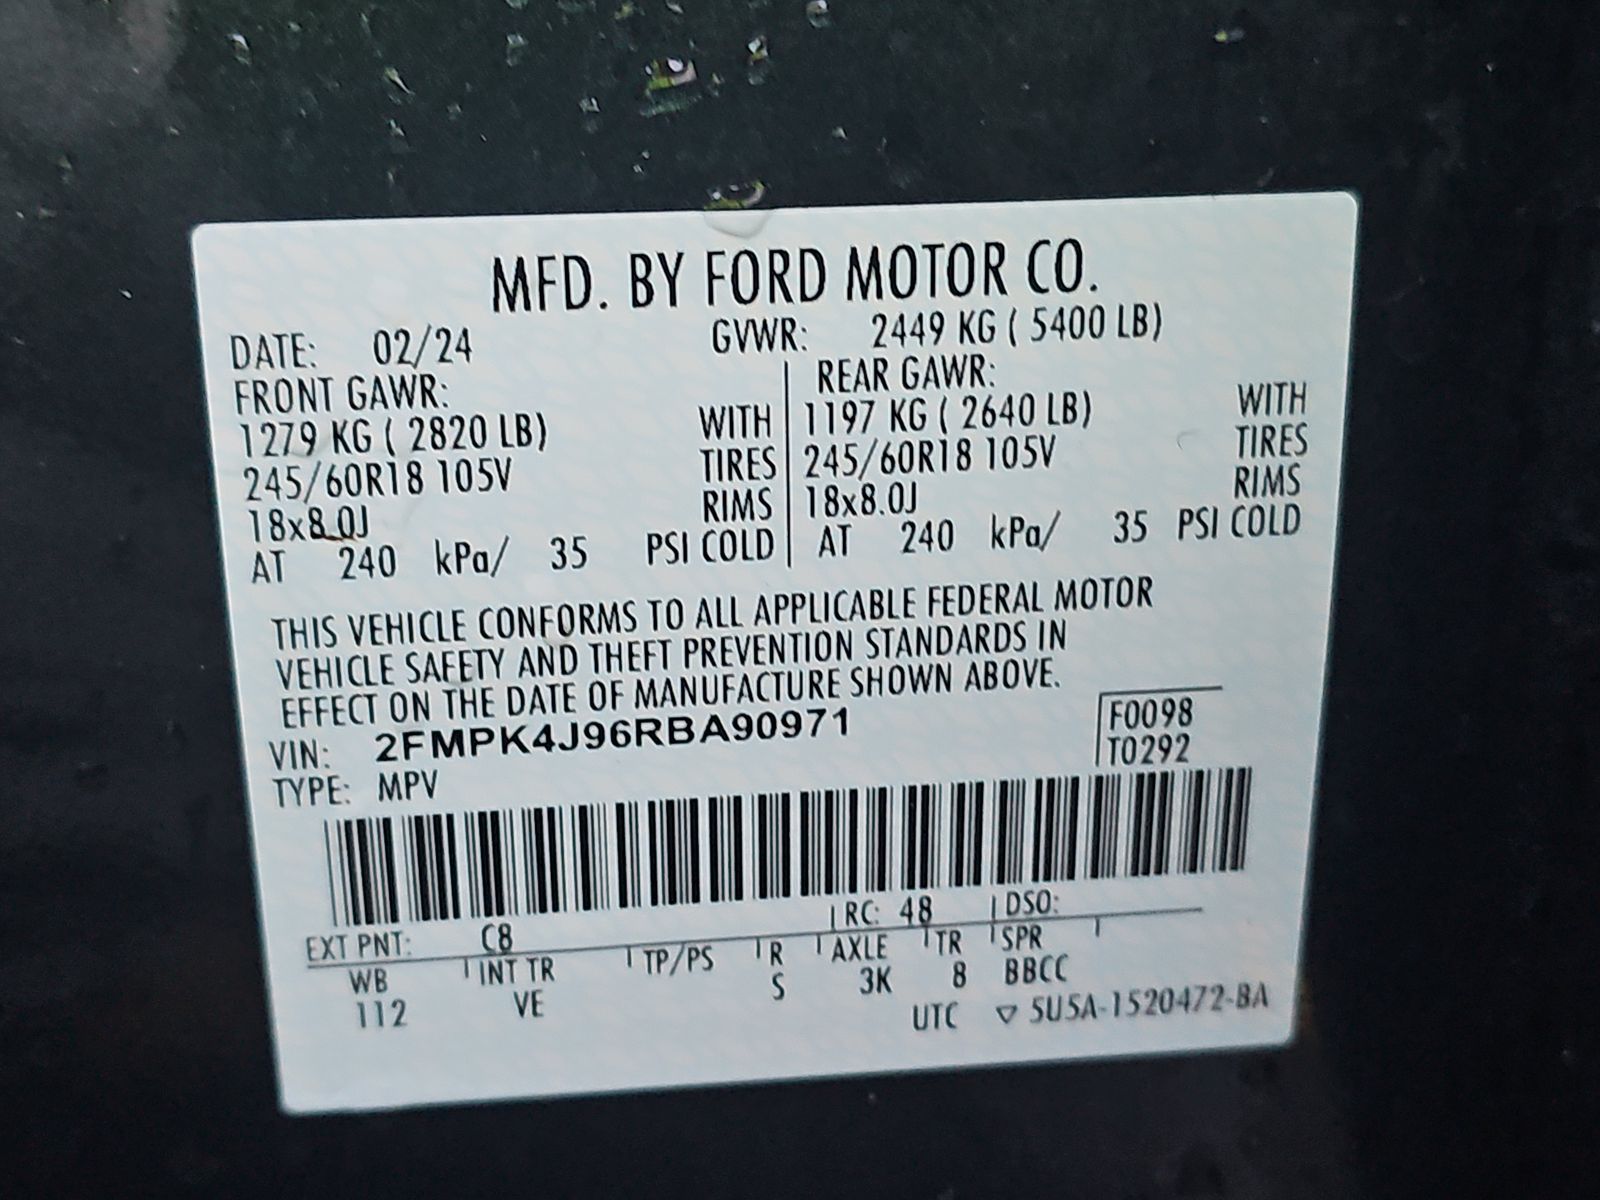 MFD. BY FORD MOTOR CO.
DATE: 02/24 GVWR: 2449 KG ( 5400 LB)
FRONT GAWR: REAR GAWR:
1279 KG ( 2820 LB) WITH 1197 KG ( 2640 LB) WITH
245/60R18 105V TIRES 245/60R18 105V TIRES
18x8.0J RIMS 18x8.0J RIMS
AT 240 kPa/ 35 PSI COLD AT 240 kPa/ 35 PSI COLD
THIS VEHICLE CONFORMS TO ALL APPLICABLE FEDERAL MOTOR
VEHICLE SAFETY AND THEFT PREVENTION STANDARDS IN
EFFECT ON THE DATE OF MANUFACTURE SHOWN ABOVE.
VIN: 2FMPK4J96RBA90971 F0098
TYPE: MPV T0292
EXT PNT: C8 RC: 48 DSO:
WB INT TR TP/PS R AXLE TR SPR
112 VE S 3K 8 BBCC
UTC ▽ 5U5A-1520472-BA